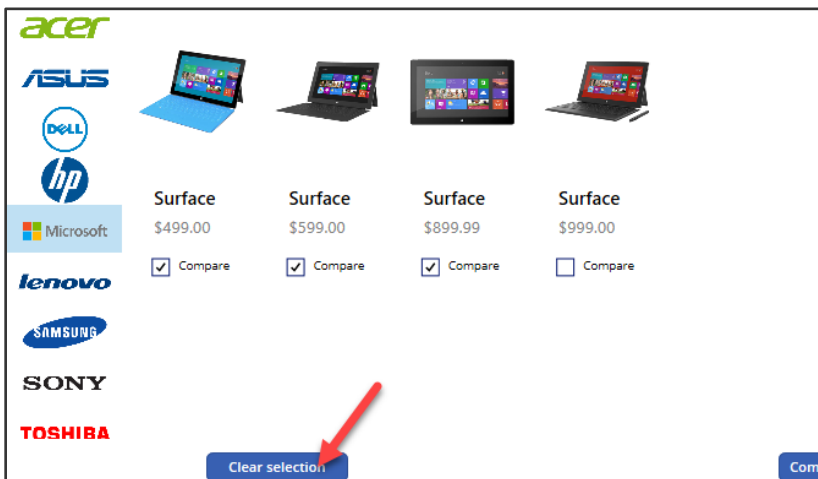 acer
ASUS
DELL
hp
Microsoft
lenovo
SAMSUNG
SONY
TOSHIBA
Surface Surface Surface Surface
$499.00 $599.00 $899.99 $999.00
Compare Compare Compare Compare
Clear selection